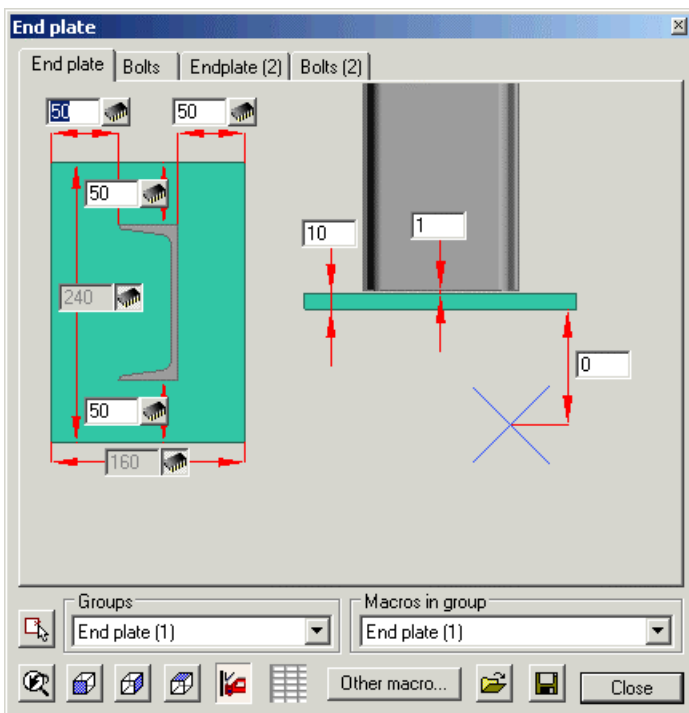 End plate
End plate Bolts Endplate (2) Bolts (2)
50 50
50
10 1
240
0
50
160
Groups Macros in group
End plate (1) End plate (1)
Other macro... Close